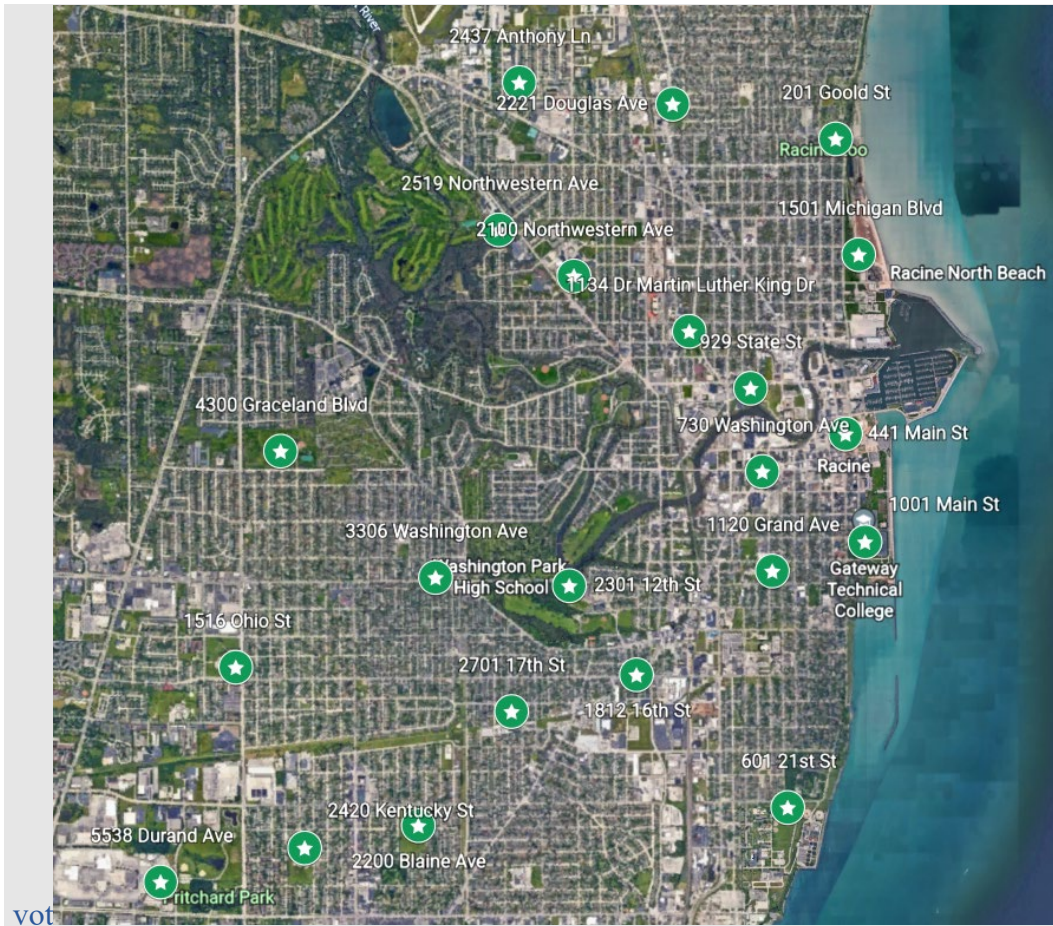 River
2437 Anthony Ln
2221 Douglas Ave
201 Goold St
Racine Zoo
2519 Northwestern Ave
1501 Michigan Blvd
2100 Northwestern Ave
Racine North Beach
1134 Dr Martin Luther King Dr
929 State St
4300 Graceland Blvd
730 Washington Ave
441 Main St
Racine
1001 Main St
1120 Grand Ave
3306 Washington Ave
Washington Park
High School
2301 12th St
Gateway
Technical
College
1516 Ohio St
2701 17th St
1812 16th St
601 21st St
2420 Kentucky St
5538 Durand Ave
2200 Blaine Ave
Pritchard Park
vot